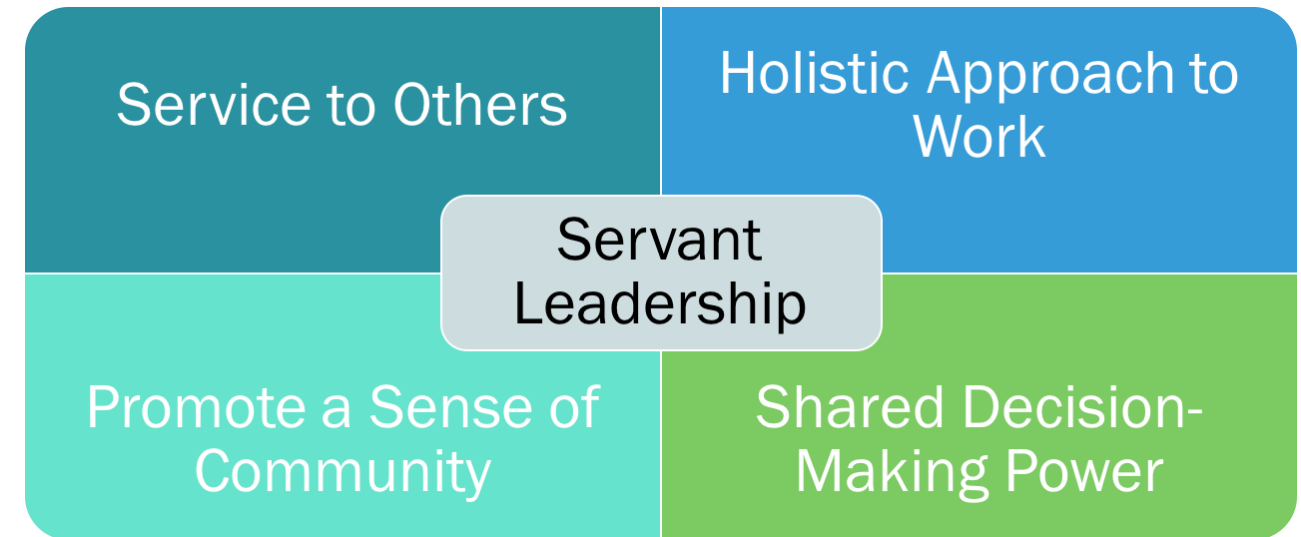 Service to Others
Holistic Approach to
Work
Servant
Leadership
Promote a Sense of
Community
Shared Decision-
Making Power